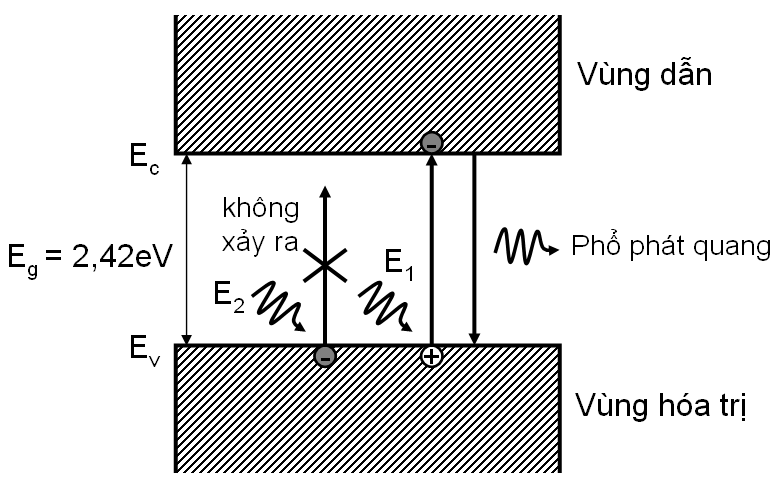 Vùng dẫn
E_c
không
xảy ra
E_g = 2,42eV
E_2
E_1
Phổ phát quang
E_v
Vùng hóa trị
-
-
+